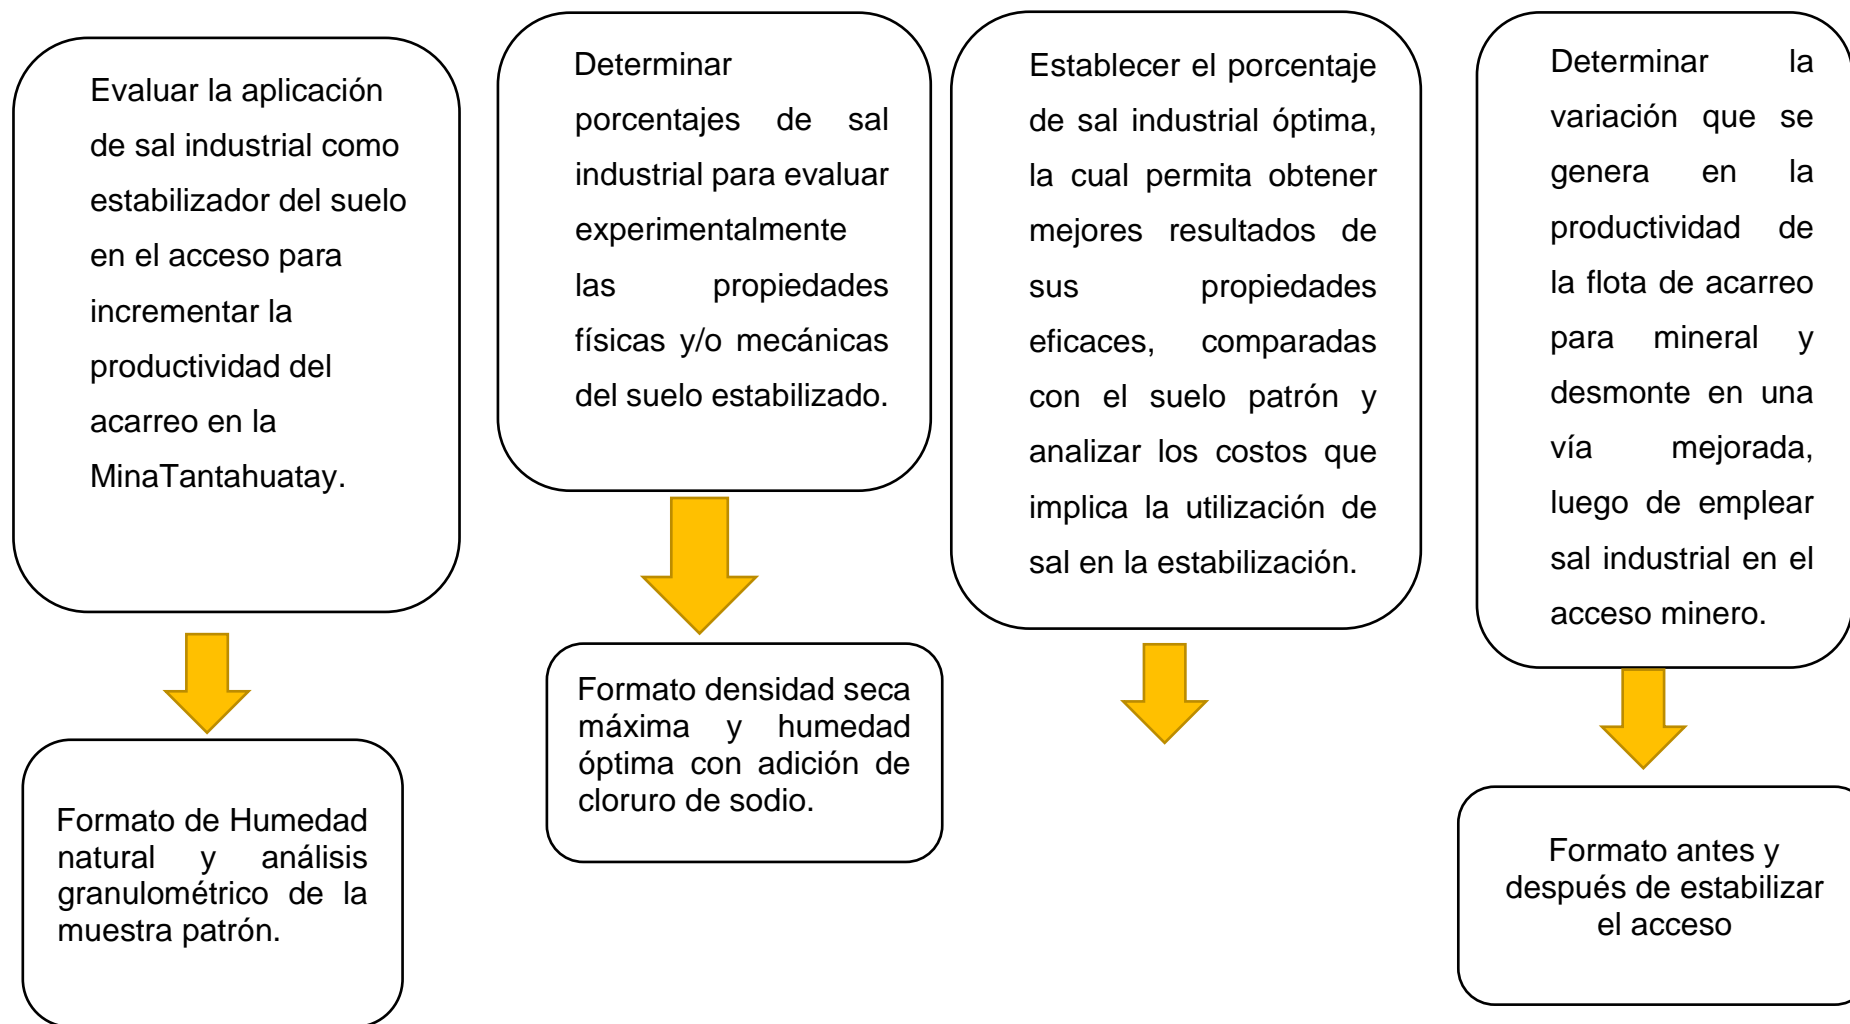 Evaluar la aplicación
de sal industrial como
estabilizador del suelo
en el acceso para
incrementar la
productividad del
acarreo en la
MinaTantahuatay.
Formato de Humedad
natural y análisis
granulométrico de la
muestra patrón.
Determinar
porcentajes de sal
industrial para evaluar
experimentalmente
las propiedades
físicas y/o mecánicas
del suelo estabilizado.
Formato densidad seca
máxima y humedad
óptima con adición de
cloruro de sodio.
Establecer el porcentaje
de sal industrial óptima,
la cual permita obtener
mejores resultados de
sus propiedades
eficaces, comparadas
con el suelo patrón y
analizar los costos que
implica la utilización de
sal en la estabilización.
Determinar la
variación que se
genera en la
productividad de
la flota de acarreo
para mineral y
desmonte en una
vía mejorada,
luego de emplear
sal industrial en el
acceso minero.
Formato antes y
después de estabilizar
el acceso